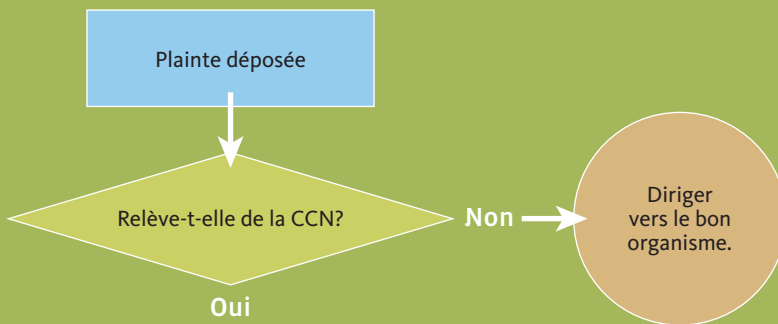 Plainte déposée
Relève-t-elle de la CCN?
Non
Diriger
vers le bon
organisme.
Oui